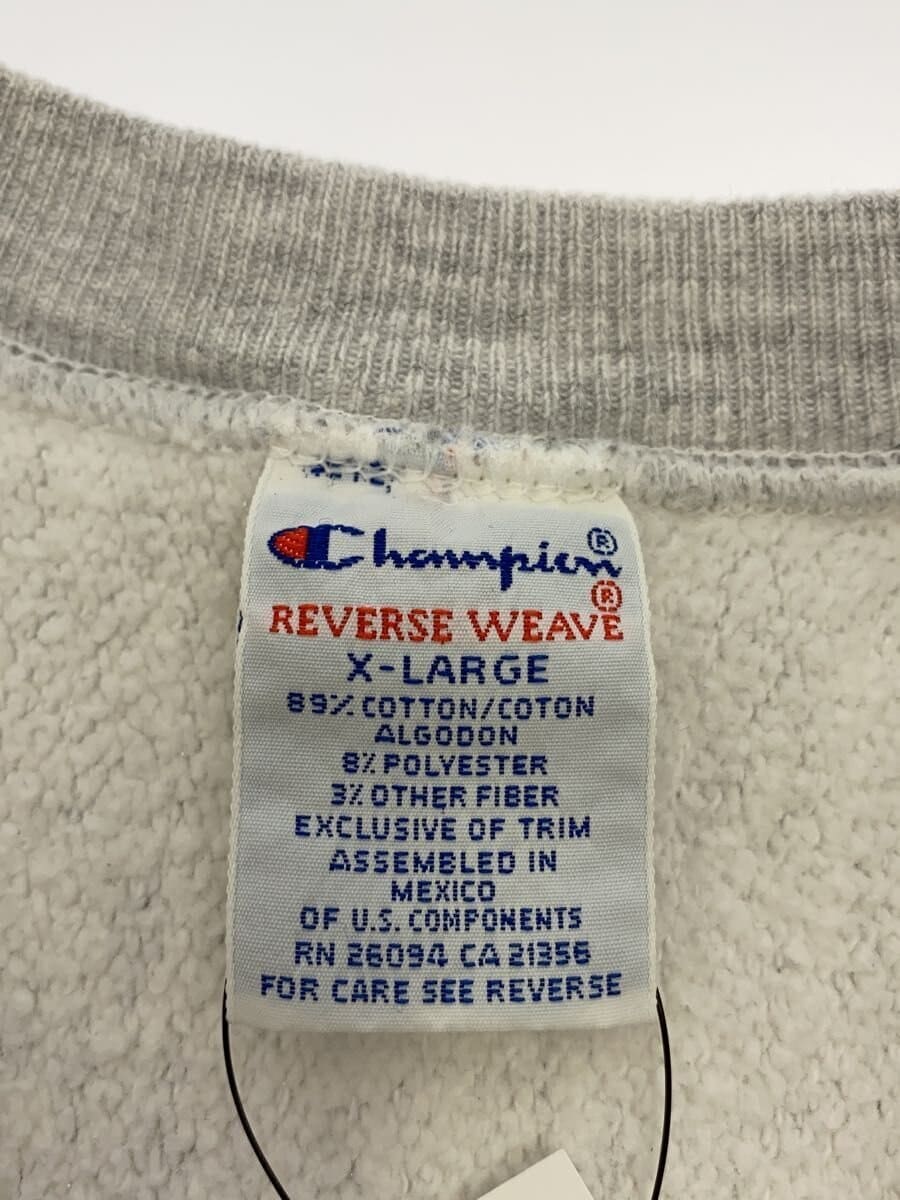 Champion®
REVERSE WEAVE®
X-LARGE
89% COTTON/COTON
ALGODON
8% POLYESTER
3% OTHER FIBER
EXCLUSIVE OF TRIM
ASSEMBLED IN
MEXICO
OF U.S. COMPONENTS
RN 26094 CA 21356
FOR CARE SEE REVERSE